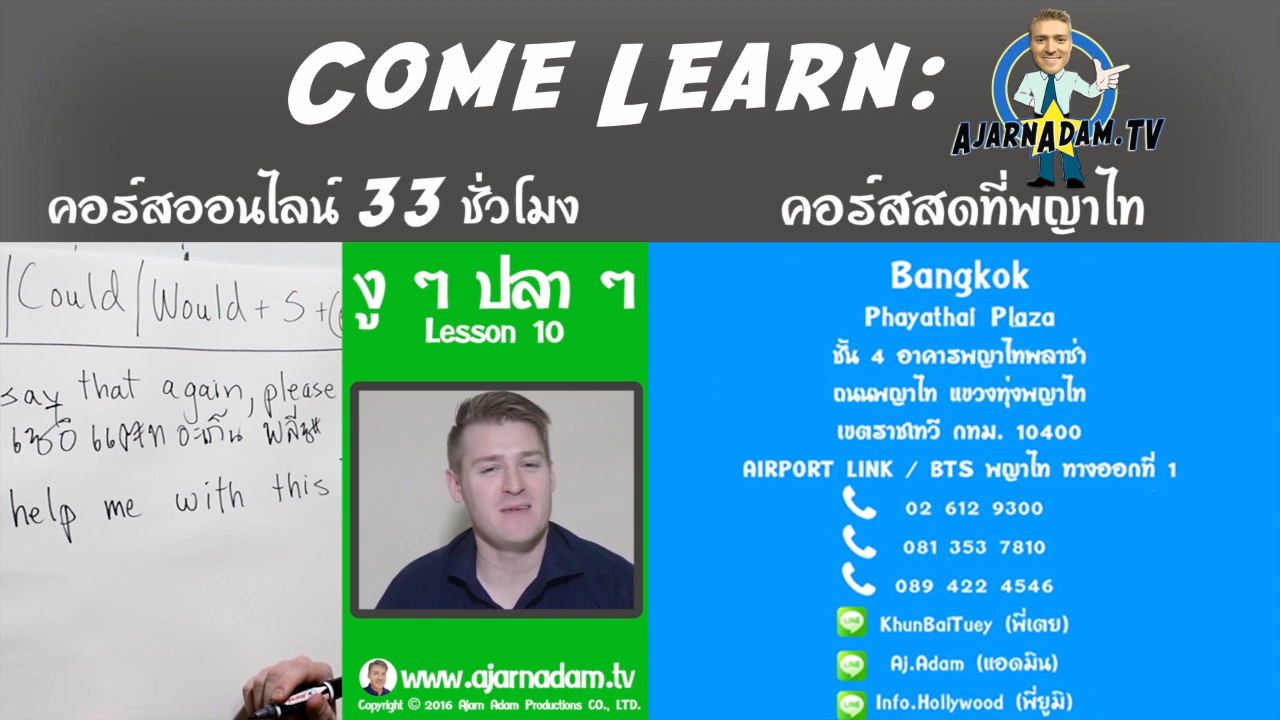 COME LEARN:
AJARNADAM.TV
คอร์สออนไลน์ 33 ชั่วโมง
คอร์สสดที่พญาไท
/Could/Would + S + (
say that again, please
help me with this
งู ๆ ปลา ๆ
Lesson 10
www.ajarnadam.tv
Copyright © 2016 Ajarn Adam Productions CO., LTD.
Bangkok
Phayathai Plaza
ชั้น 4 อาคารพญาไทพลาซ่า
ถนนพญาไท แขวงทุ่งพญาไท
เขตราชเทวี กทม. 10400
AIRPORT LINK / BTS พญาไท ทางออกที่ 1
02 612 9300
081 353 7810
089 422 4546
LINE KhunBaiTuey (พี่เตย)
LINE Aj.Adam (แอดมิน)
LINE Info.Hollywood (พี่ยูมิ)